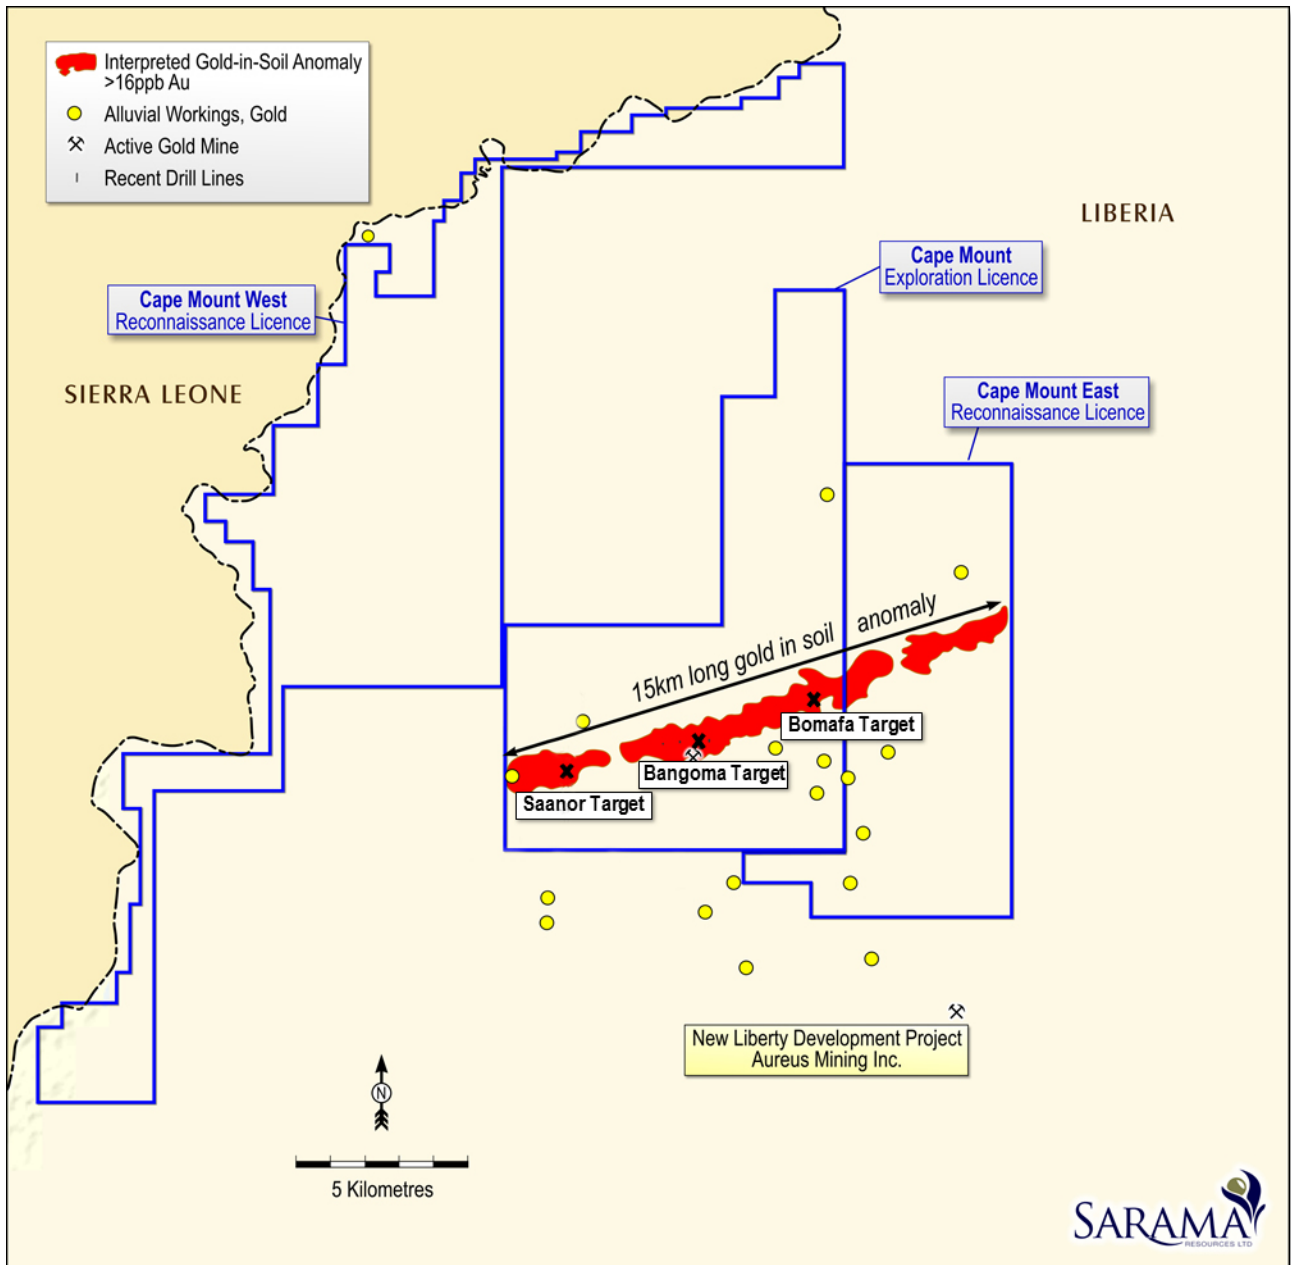 Interpreted Gold-in-Soil Anomaly
>16ppb Au
Alluvial Workings, Gold
Active Gold Mine
Recent Drill Lines
LIBERIA
Cape Mount
Exploration Licence
Cape Mount West
Reconnaissance Licence
SIERRA LEONE
Cape Mount East
Reconnaissance Licence
15km long gold in soil anomaly
Bomafa Target
Bangoma Target
Saanor Target
New Liberty Development Project
Aureus Mining Inc.
N
5 Kilometres
SARAMA
RESOURCES LTD